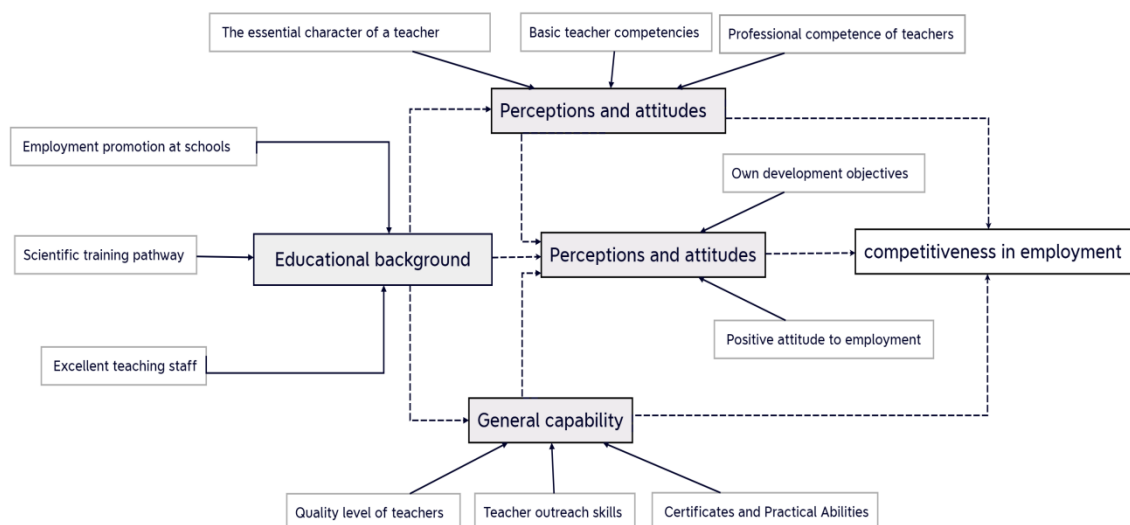 The essential character of a teacher
Basic teacher competencies
Professional competence of teachers
Perceptions and attitudes
Employment promotion at schools
Own development objectives
Scientific training pathway
Educational background
Perceptions and attitudes
competitiveness in employment
Positive attitude to employment
Excellent teaching staff
General capability
Quality level of teachers
Teacher outreach skills
Certificates and Practical Abilities